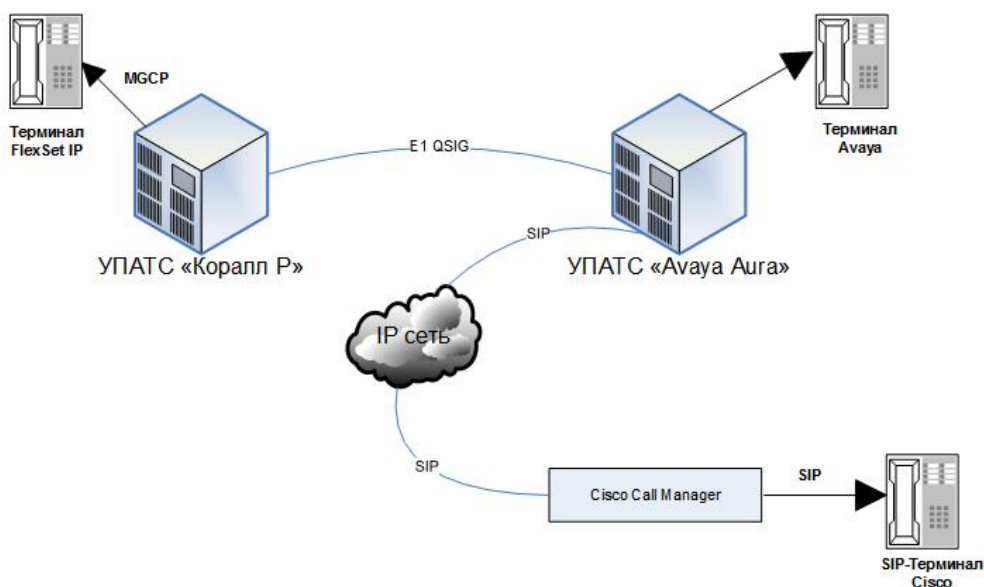 MGCP
Терминал
FlexSet IP
E1 QSIG
Терминал
Avaya
УПАТС «Коралл Р»
SIP
УПАТС «Avaya Aura»
IP сеть
SIP
Cisco Call Manager
SIP
SIP-Терминал
Cisco